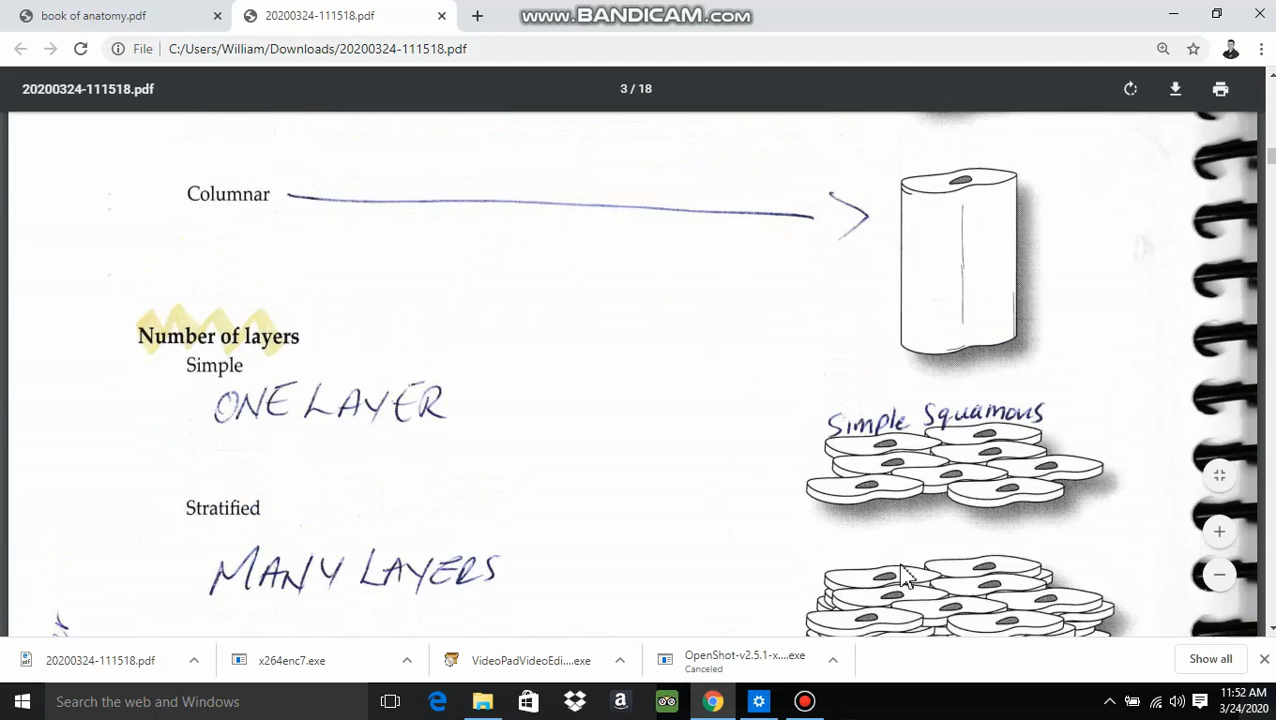 book of anatomy.pdf
20200324-111518.pdf
www.BANDICAM.com
File
C:/Users/William/Downloads/20200324-111518.pdf
20200324-111518.pdf
3 / 18
Columnar
Number of layers
Simple
ONE LAYER
Simple Squamous
Stratified
MANY LAYERS
20200324-111518.pdf
x264enc7.exe
VideoPadVideoEdi....exe
OpenShot-v2.5.1-x....exe
Canceled
Show all
Search the web and Windows
11:52 AM
3/24/2020